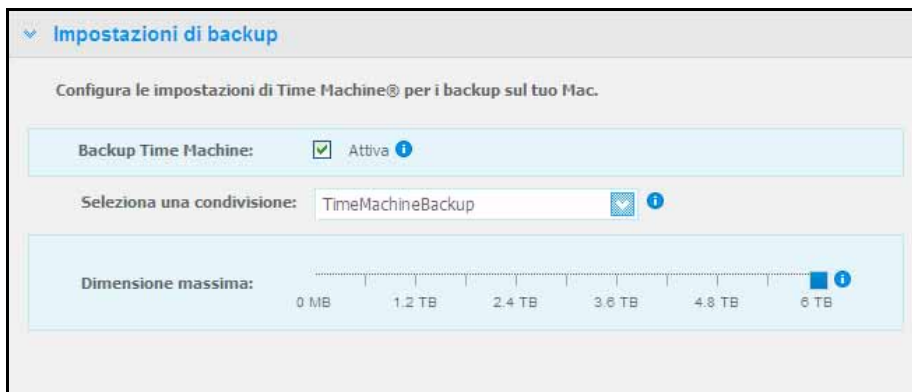 Impostazioni di backup
Configura le impostazioni di Time Machine® per i backup sul tuo Mac.
Backup Time Machine: Attiva
Seleziona una condivisione: TimeMachineBackup
Dimensione massima:
0 MB 1.2 TB 2.4 TB 3.6 TB 4.8 TB 6 TB